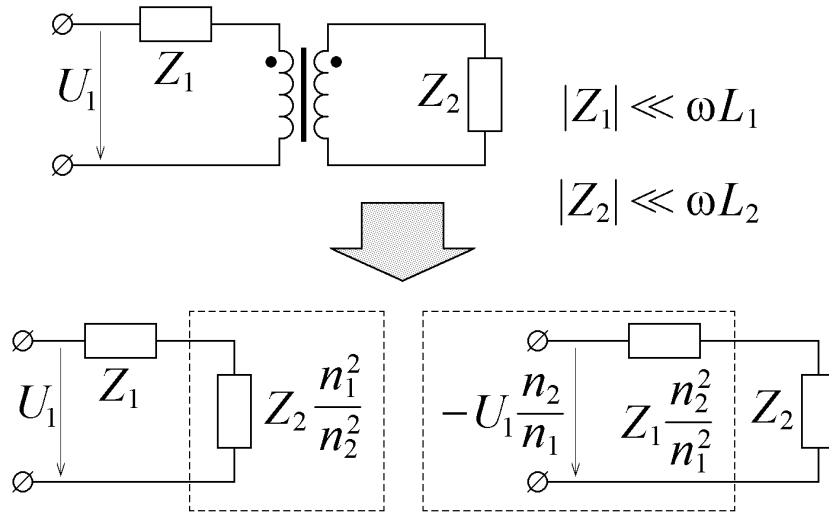 U₁
Z₁
Z₂
|Z₁| ≪ ωL₁
|Z₂| ≪ ωL₂
U₁
Z₁
Z₂ n₁²/n₂²
−U₁ n₂/n₁
Z₁ n₂²/n₁²
Z₂